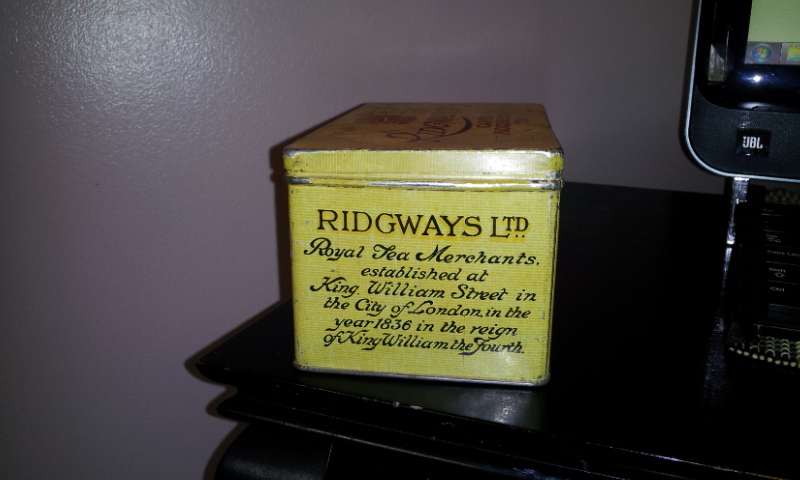 RIDGWAYS LTD
Royal Tea Merchants,
established at
King William Street in
the City of London, in the
year 1836 in the reign
of King William the Fourth.
JBL